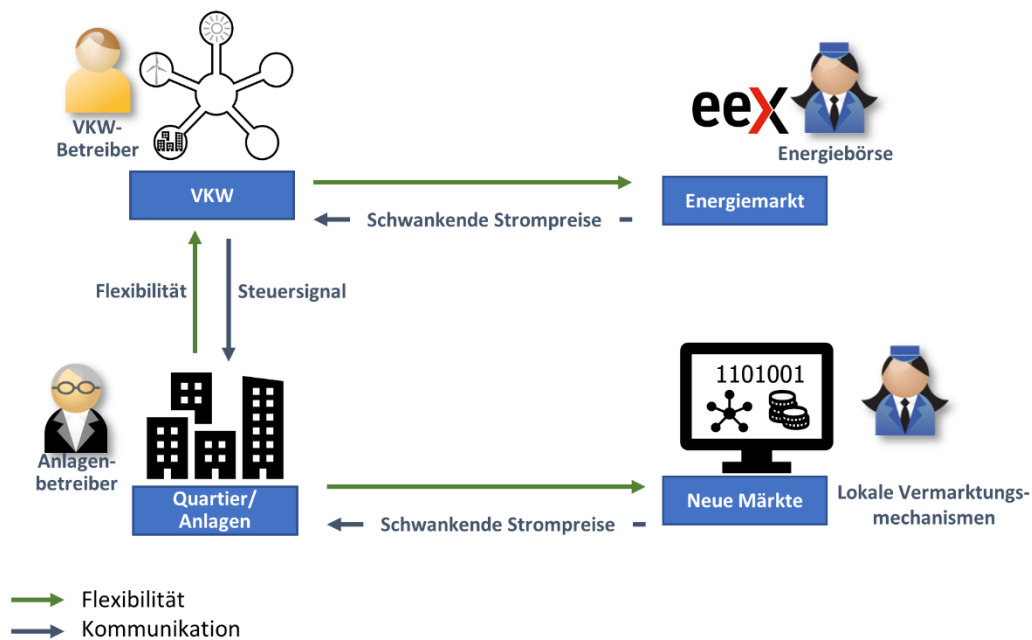 VKW-
Betreiber
VKW
eex
Energiebörse
Energiemarkt
Schwankende Strompreise
Flexibilität
Steuersignal
1101001
Anlagen-
betreiber
Quartier/
Anlagen
Neue Märkte
Lokale Vermarktungs-
mechanismen
Schwankende Strompreise
Flexibilität
Kommunikation